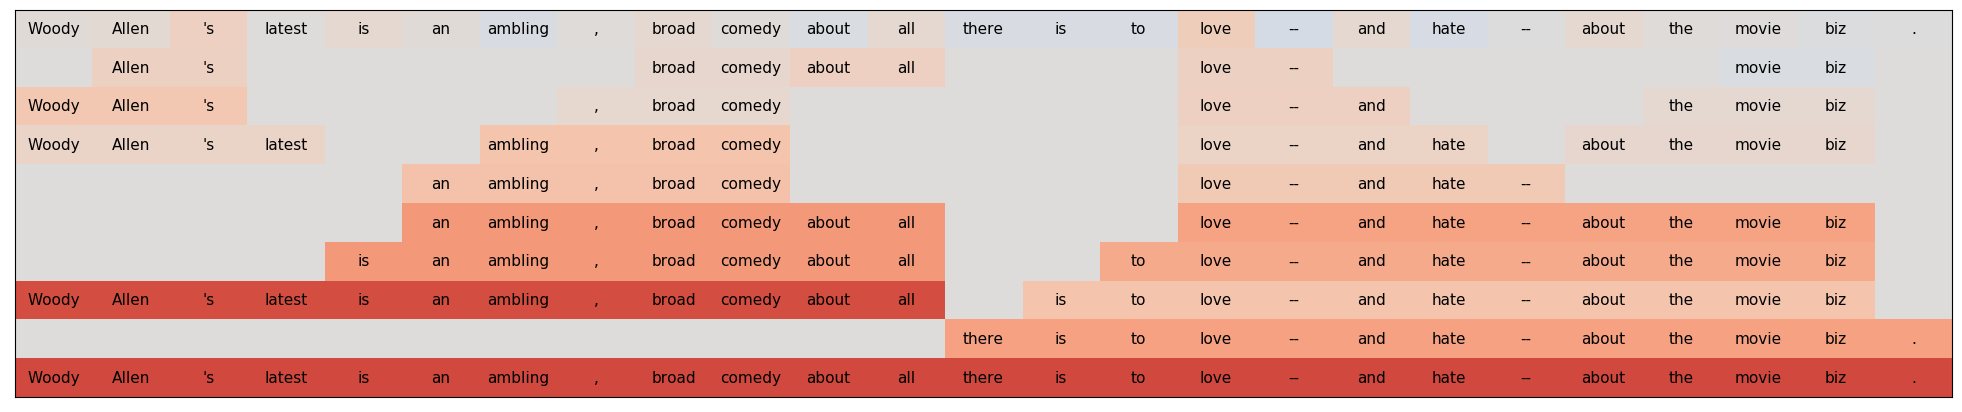 Woody Allen 's latest is an ambling , broad comedy about all there is to love -- and hate -- about the movie biz .
Allen 's broad comedy about all love -- movie biz
Woody Allen 's , broad comedy love -- and the movie biz
Woody Allen 's latest ambling , broad comedy love -- and hate about the movie biz
an ambling , broad comedy love -- and hate --
an ambling , broad comedy about all love -- and hate -- about the movie biz
is an ambling , broad comedy about all to love -- and hate -- about the movie biz
Woody Allen 's latest is an ambling , broad comedy about all is to love -- and hate -- about the movie biz
there is to love -- and hate -- about the movie biz .
Woody Allen 's latest is an ambling , broad comedy about all there is to love -- and hate -- about the movie biz .